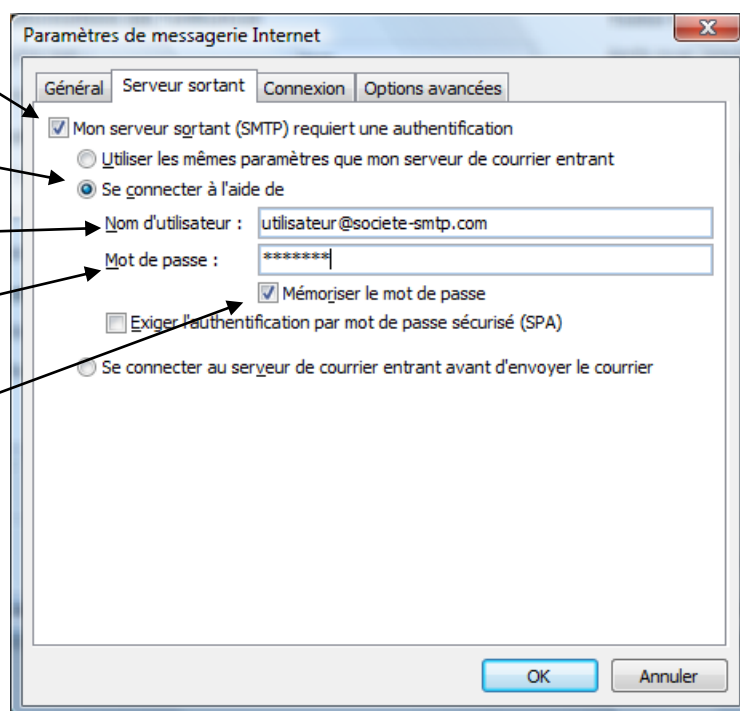 Paramètres de messagerie Internet
Général Serveur sortant Connexion Options avancées
Mon serveur sortant (SMTP) requiert une authentification
Utiliser les mêmes paramètres que mon serveur de courrier entrant
Se connecter à l'aide de
Nom d'utilisateur : utilisateur@societe-smtp.com
Mot de passe : *******
Mémoriser le mot de passe
Exiger l'authentification par mot de passe sécurisé (SPA)
Se connecter au serveur de courrier entrant avant d'envoyer le courrier
OK Annuler